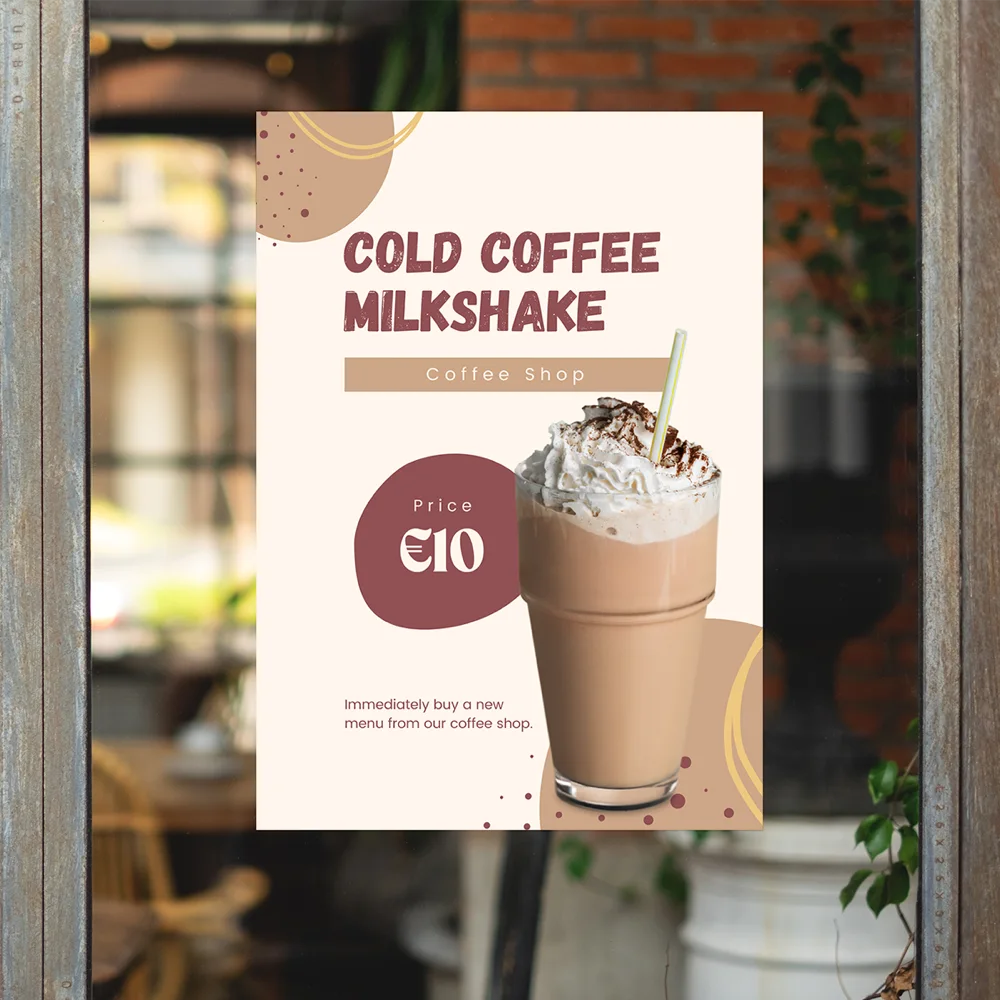 COLD COFFEE
MILKSHAKE
Coffee Shop
Price
€10
Immediately buy a new
menu from our coffee shop.